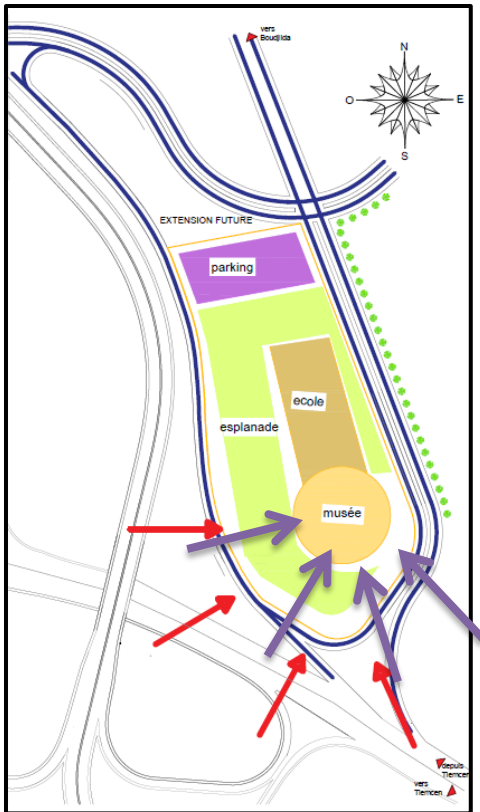 vers
Boudjlida
N
O
E
S
EXTENSION FUTURE
parking
ecole
esplanade
musée
depuis
Tlemcen
vers
Tlemcen